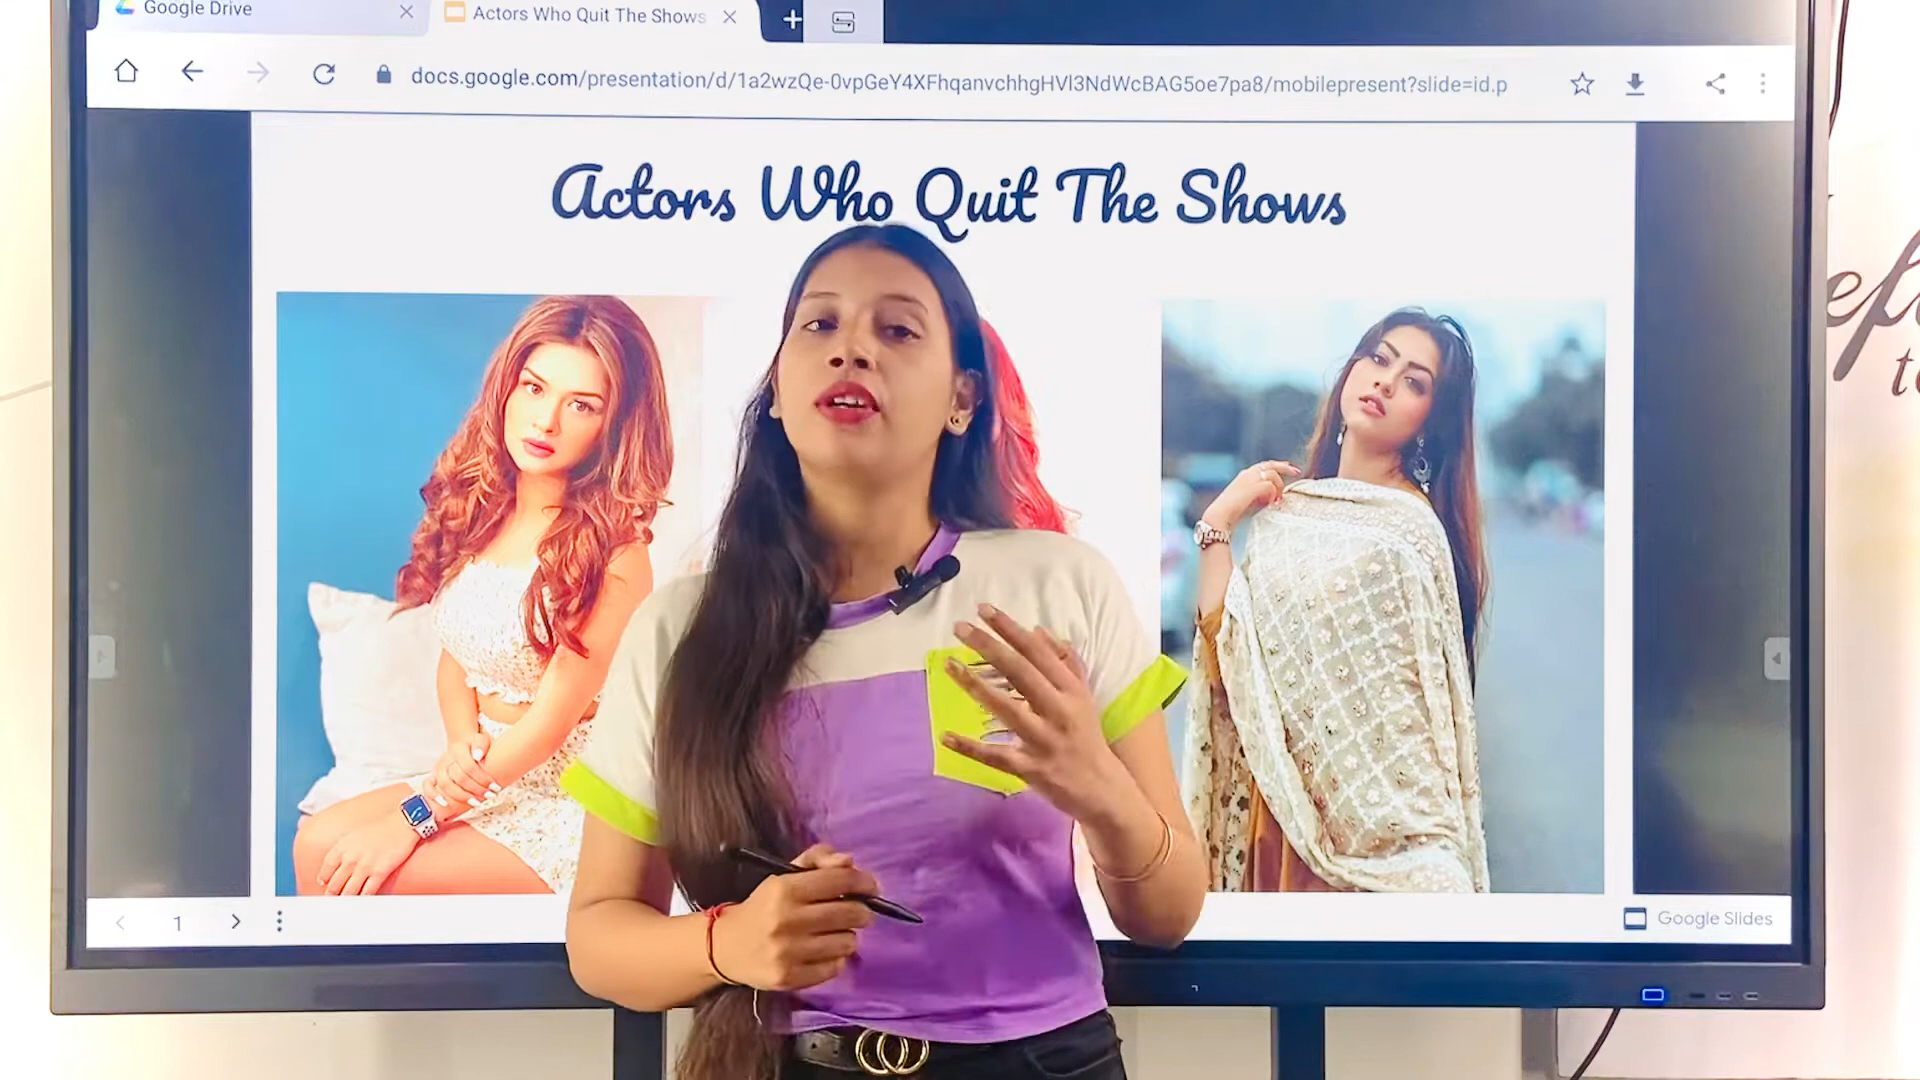 Google Drive
Actors Who Quit The Shows
docs.google.com/presentation/d/1a2wzQe-0vpGeY4XFhqanvchhgHVl3NdWcBAG5oe7pa8/mobilepresent?slide=id.p
Actors Who Quit The Shows
1
Google Slides